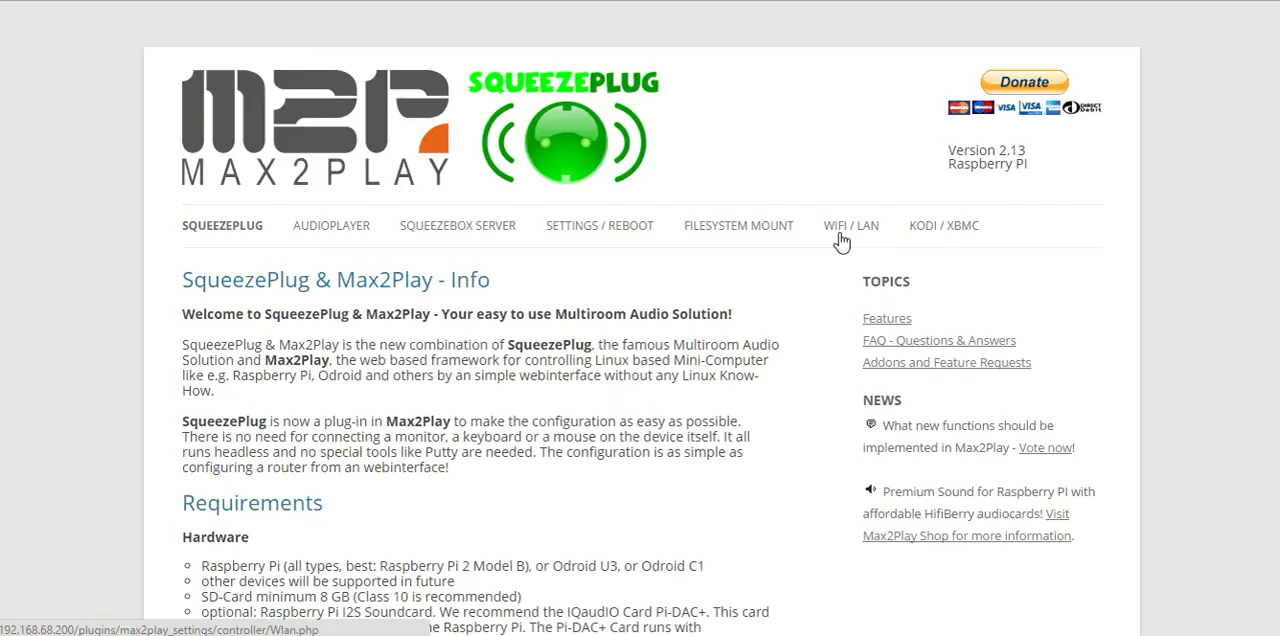 m2p
MAX2PLAY
SQUEEZEPLUG
Donate
VISA VISA DIRECT Debit
Version 2.13
Raspberry PI
SQUEEZEPLUG AUDIOPLAYER SQUEEZEBOX SERVER SETTINGS / REBOOT FILESYSTEM MOUNT WIFI / LAN KODI / XBMC
SqueezePlug & Max2Play - Info
Welcome to SqueezePlug & Max2Play - Your easy to use Multiroom Audio Solution!
SqueezePlug & Max2Play is the new combination of SqueezePlug, the famous Multiroom Audio
Solution and Max2Play, the web based framework for controlling Linux based Mini-Computer
like e.g. Raspberry Pi, Odroid and others by an simple webinterface without any Linux Know-
How.
SqueezePlug is now a plug-in in Max2Play to make the configuration as easy as possible.
There is no need for connecting a monitor, a keyboard or a mouse on the device itself. It all
runs headless and no special tools like Putty are needed. The configuration is as simple as
configuring a router from an webinterface!
Requirements
Hardware
Raspberry Pi (all types, best: Raspberry Pi 2 Model B), or Odroid U3, or Odroid C1
other devices will be supported in future
SD-Card minimum 8 GB (Class 10 is recommended)
optional: Raspberry Pi I2S Soundcard. We recommend the IQaudIO Card Pi-DAC+. This card
ne Raspberry Pi. The Pi-DAC+ Card runs with
TOPICS
Features
FAQ - Questions & Answers
Addons and Feature Requests
NEWS
What new functions should be
implemented in Max2Play - Vote now!
Premium Sound for Raspberry PI with
affordable HifiBerry audiocards! Visit
Max2Play Shop for more information.
192.168.68.200/plugins/max2play_settings/controller/Wlan.php